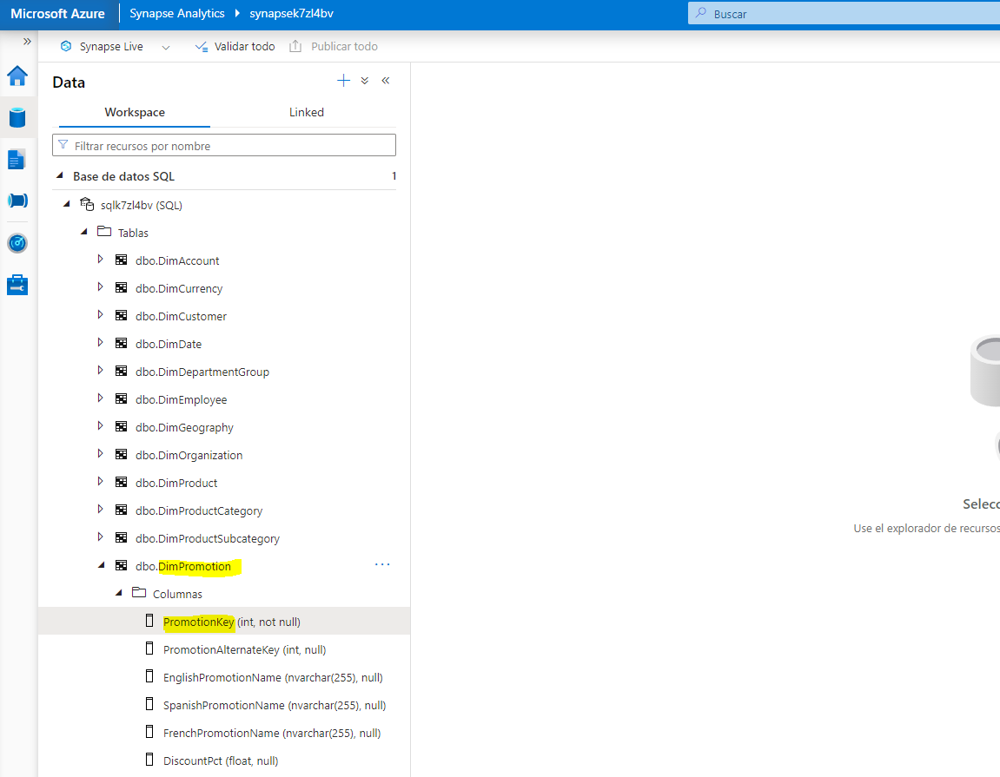 Microsoft Azure Synapse Analytics synapsek7zl4bv Buscar
Synapse Live Validar todo Publicar todo
Data
Workspace Linked
Filtrar recursos por nombre
Base de datos SQL 1
sqlk7zl4bv (SQL)
Tablas
dbo.DimAccount
dbo.DimCurrency
dbo.DimCustomer
dbo.DimDate
dbo.DimDepartmentGroup
dbo.DimEmployee
dbo.DimGeography
dbo.DimOrganization
dbo.DimProduct
dbo.DimProductCategory
dbo.DimProductSubcategory
Selecc
Use el explorador de recursos
dbo.DimPromotion
Columnas
PromotionKey (int, not null)
PromotionAlternateKey (int, null)
EnglishPromotionName (nvarchar(255), null)
SpanishPromotionName (nvarchar(255), null)
FrenchPromotionName (nvarchar(255), null)
DiscountPct (float, null)